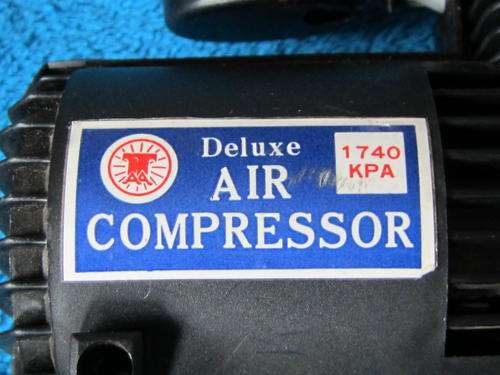 Deluxe
AIR
COMPRESSOR
1740
KPA